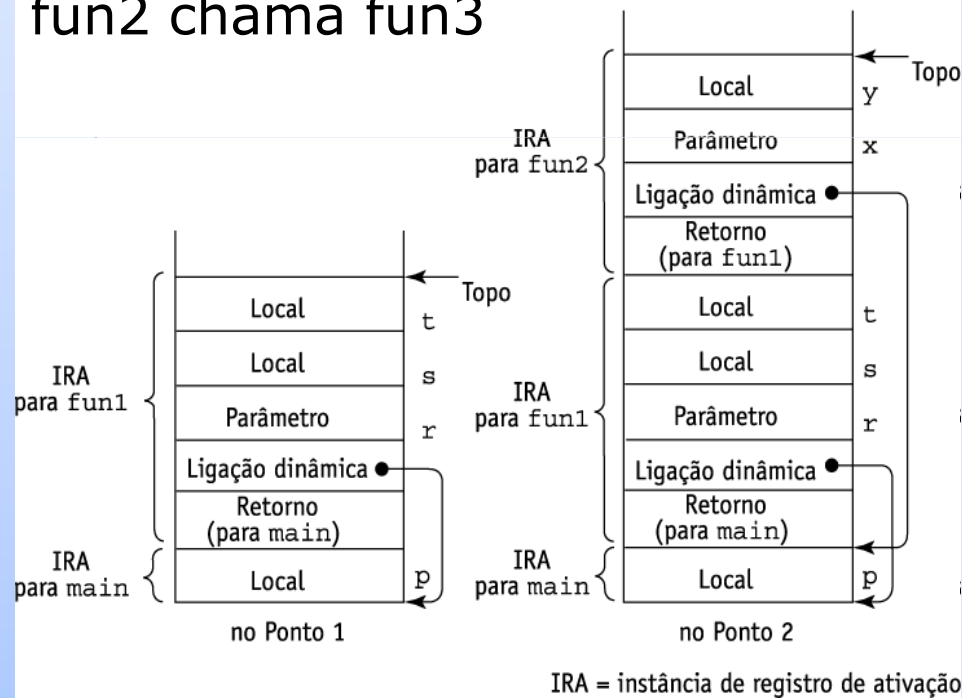 fun2 chama fun3
Topo
Local
y
IRA
para fun2
Parâmetro
x
Ligação dinâmica
Retorno
(para fun1)
Topo
Local
t
Local
s
IRA
para fun1
Parâmetro
r
Ligação dinâmica
Retorno
(para main)
IRA
para main
Local
p
no Ponto 1
Local
t
Local
s
IRA
para fun1
Parâmetro
r
Ligação dinâmica
Retorno
(para main)
IRA
para main
Local
p
no Ponto 2
IRA = instância de registro de ativação